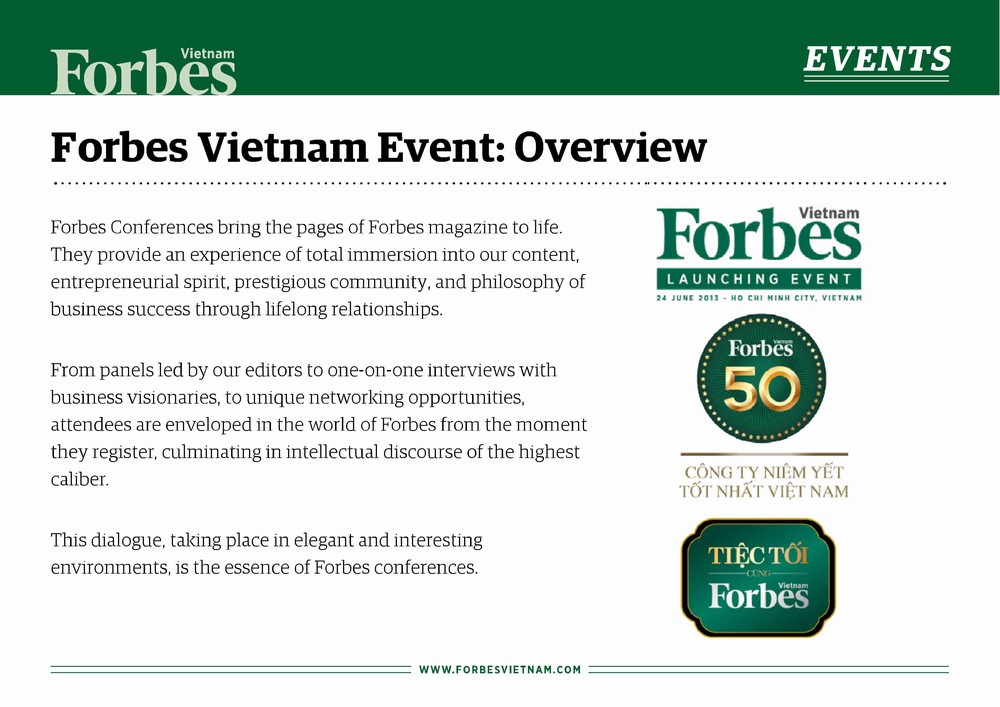 Vietnam
Forbes
EVENTS
Forbes Vietnam Event: Overview
Forbes Conferences bring the pages of Forbes magazine to life.
They provide an experience of total immersion into our content,
entrepreneurial spirit, prestigious community, and philosophy of
business success through lifelong relationships.
From panels led by our editors to one-on-one interviews with
business visionaries, to unique networking opportunities,
attendees are enveloped in the world of Forbes from the moment
they register, culminating in intellectual discourse of the highest
caliber.
This dialogue, taking place in elegant and interesting
environments, is the essence of Forbes conferences.
Vietnam
Forbes
LAUNCHING EVENT
24 JUNE 2013 - HO CHI MINH CITY, VIETNAM
Vietnam
Forbes
50
CÔNG TY NIÊM YẾT
TỐT NHẤT VIỆT NAM
TIỆC TỐI
CÙNG
Vietnam
Forbes
WWW.FORBESVIETNAM.COM